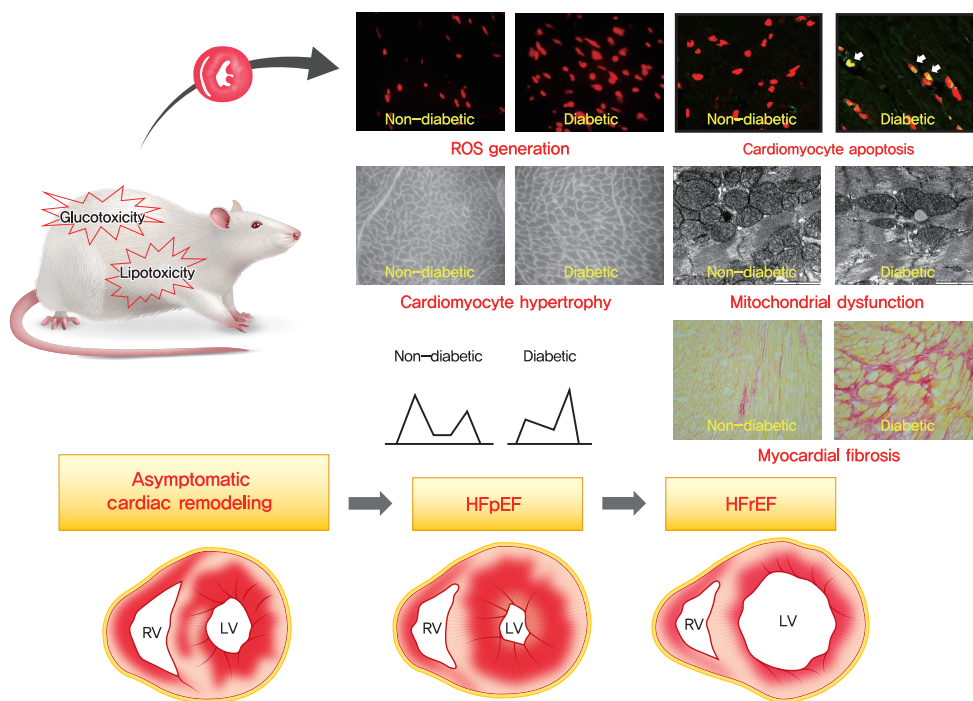 Non-diabetic
Diabetic
Non-diabetic
Diabetic
ROS generation
Cardiomyocyte apoptosis
Glucotoxicity
Lipotoxicity
Non-diabetic
Diabetic
Non-diabetic
Diabetic
Cardiomyocyte hypertrophy
Mitochondrial dysfunction
Non-diabetic
Diabetic
Non-diabetic
Diabetic
Myocardial fibrosis
Asymptomatic
cardiac remodeling
HFpEF
HFrEF
RV
LV
RV
LV
RV
LV